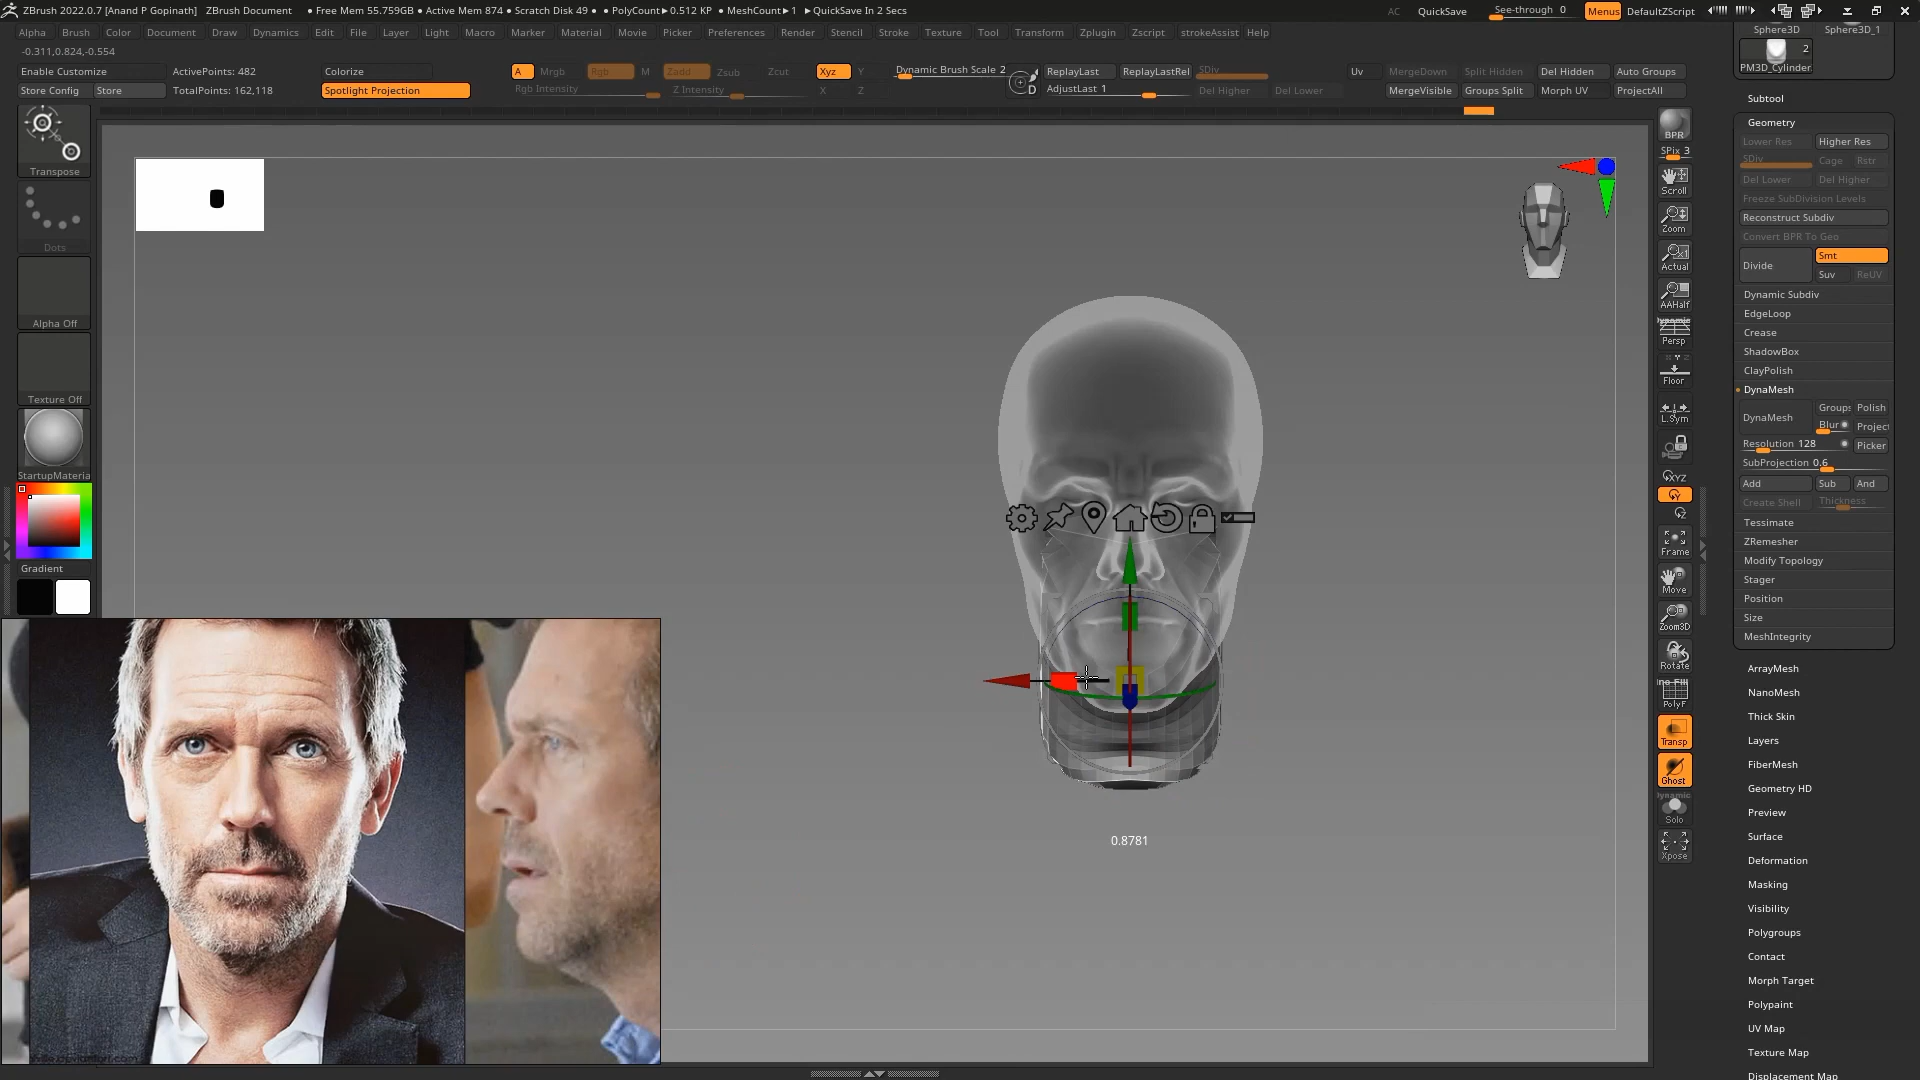 ZBrush 2022.0.7 [Anand P Gopinath] ZBrush Document • Free Mem 55.759GB • Active Mem 874 • Scratch Disk 49 • • PolyCount▶0.512 KP • MeshCount▶1 ▶QuickSave In 2 Secs AC QuickSave See-through 0 Menus DefaultZScript
Alpha Brush Color Document Draw Dynamics Edit File Layer Light Macro Marker Material Movie Picker Preferences Render Stencil Stroke Texture Tool Transform Zplugin Zscript strokeAssist Help
-0.311,0.824,-0.554
Enable Customize ActivePoints: 482 Colorize A Mrgb Rgb M Zadd Zsub Zcut Xyz Y Dynamic Brush Scale 2 D ReplayLast ReplayLastRel SDiv Uv MergeDown Split Hidden Del Hidden Auto Groups
Store Config Store TotalPoints: 162,118 Spotlight Projection Rgb Intensity Z Intensity X Z AdjustLast 1 Del Higher Del Lower MergeVisible Groups Split Morph UV ProjectAll
Transpose
Dots
Alpha Off
Texture Off
StartupMateria
Gradient
0.8781
BPR
SPix 3
Scroll
Zoom
Actual
AAHalf
Dynamic
Persp
Floor
L.Sym
XYZ
Y
Z
Frame
Move
Zoom3D
Rotate
PolyF
Transp
Ghost
Dynamic
Solo
Xpose
Sphere3D Sphere3D_1
2
PM3D_Cylinder
Subtool
Geometry
Lower Res Higher Res
SDiv Cage Rstr
Del Lower Del Higher
Freeze SubDivision Levels
Reconstruct Subdiv
Convert BPR To Geo
Divide Smt
Suv ReUV
Dynamic Subdiv
EdgeLoop
Crease
ShadowBox
ClayPolish
DynaMesh
DynaMesh Groups Polish
Blur Project
Resolution 128 Picker
SubProjection 0.6
Add Sub And
Create Shell Thickness
Tessimate
ZRemesher
Modify Topology
Stager
Position
Size
MeshIntegrity
ArrayMesh
NanoMesh
Thick Skin
Layers
FiberMesh
Geometry HD
Preview
Surface
Deformation
Masking
Visibility
Polygroups
Contact
Morph Target
Polypaint
UV Map
Texture Map
Displacement Map